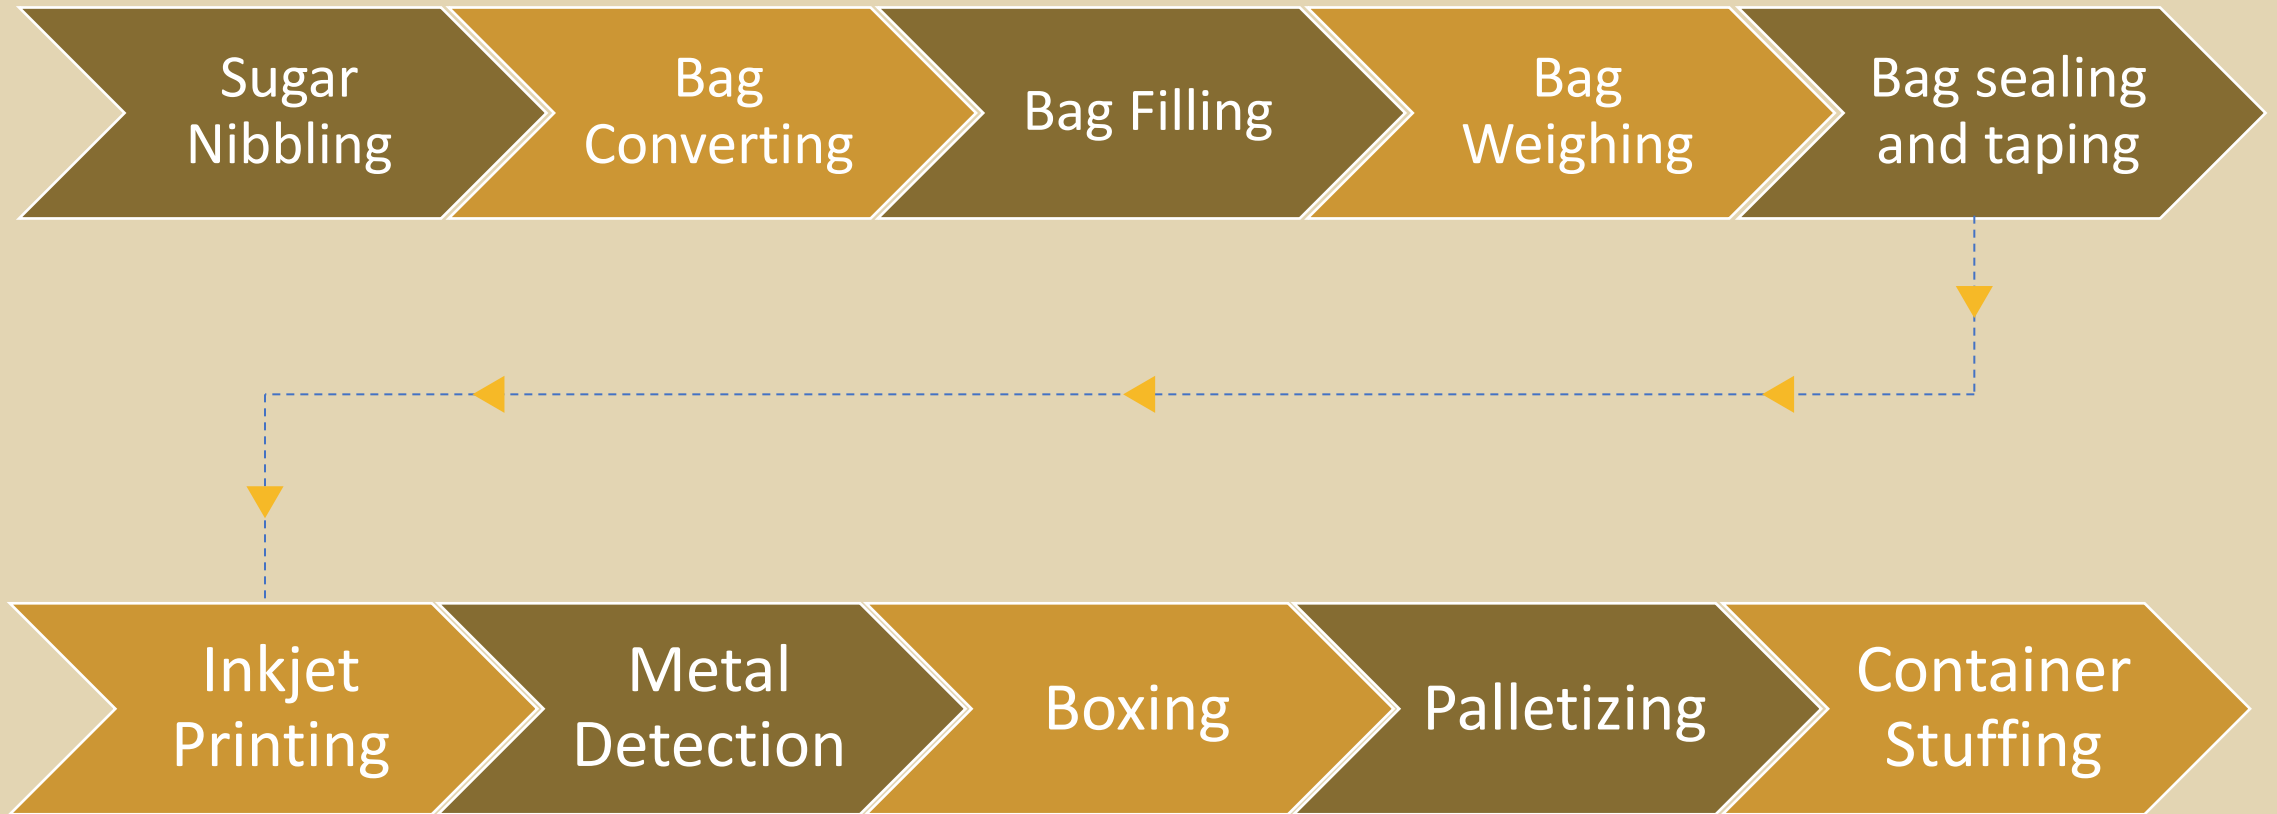 Sugar
Nibbling
Bag
Converting
Bag Filling
Bag
Weighing
Bag sealing
and taping
Inkjet
Printing
Metal
Detection
Boxing
Palletizing
Container
Stuffing